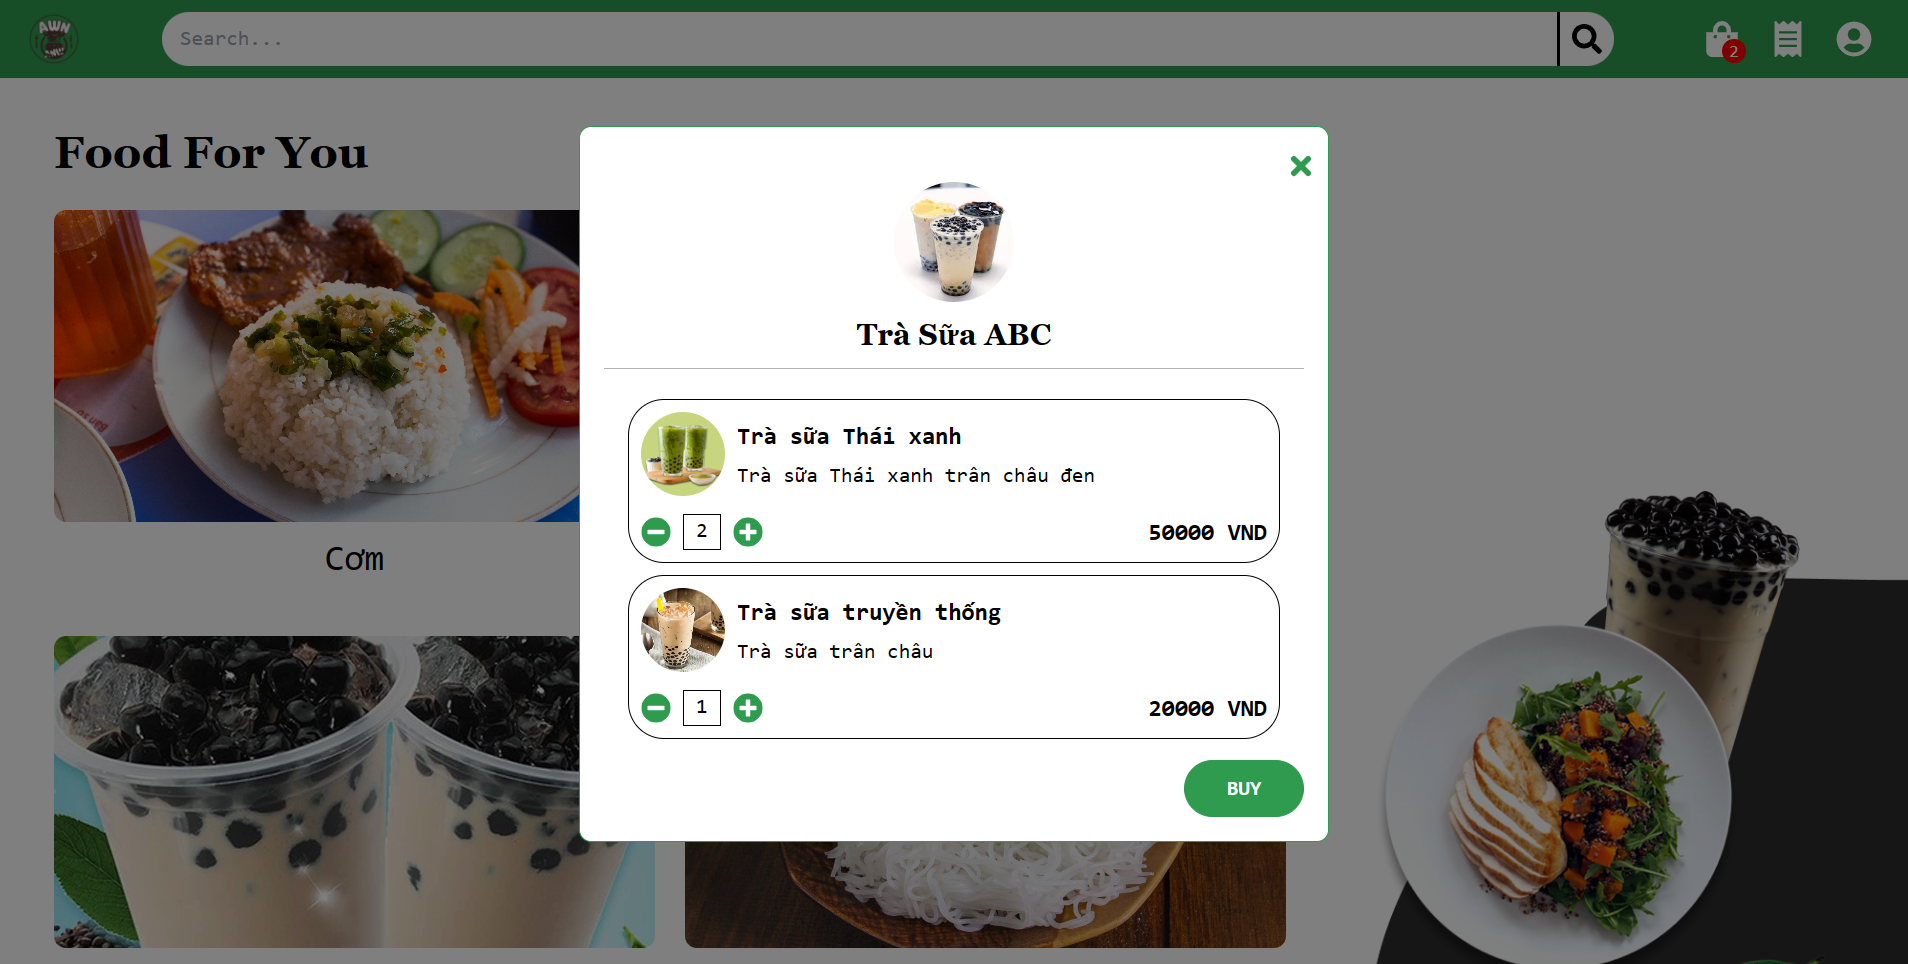 AWN
Search...
2
Food For You
Cơm
Trà Sữa ABC
Trà sữa Thái xanh
Trà sữa Thái xanh trân châu đen
2
50000 VND
Trà sữa truyền thống
Trà sữa trân châu
1
20000 VND
BUY